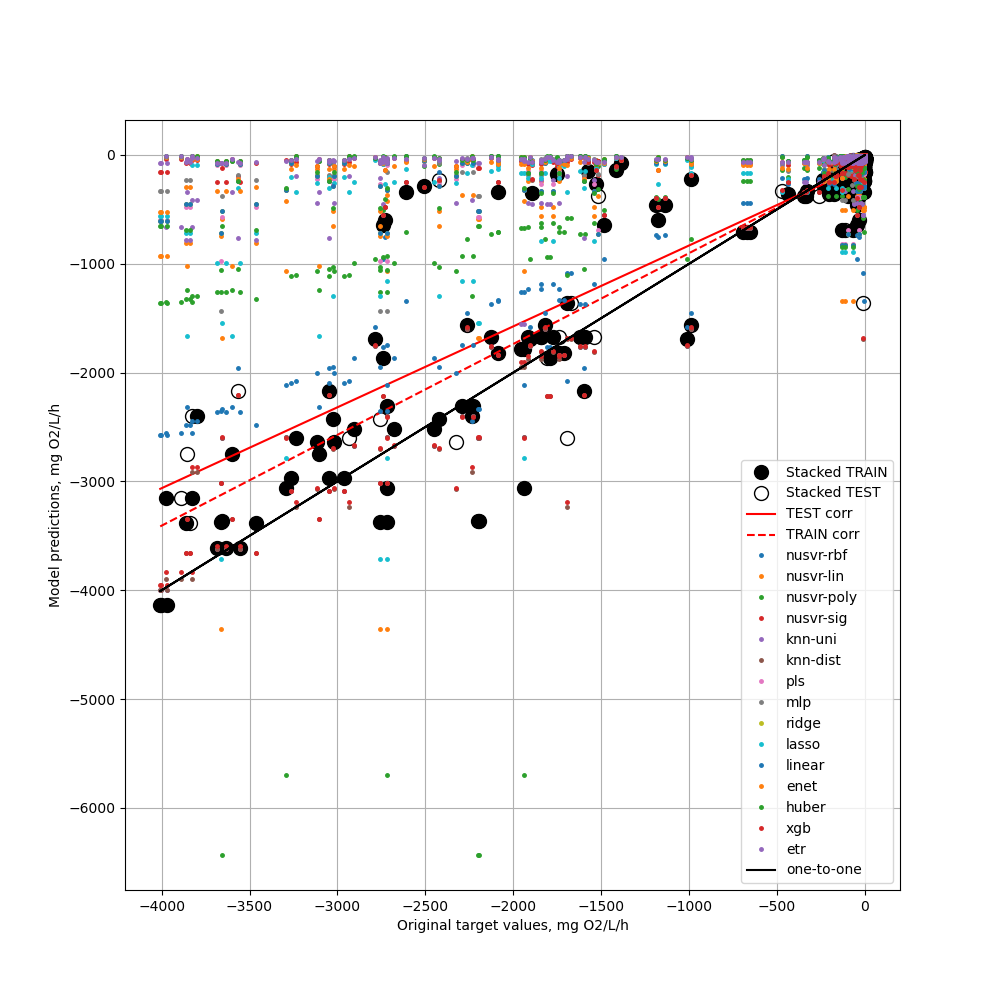 0
−1000
−2000
−3000
−4000
−5000
−6000
Model predictions, mg O2/L/h
−4000 −3500 −3000 −2500 −2000 −1500 −1000 −500 0
Original target values, mg O2/L/h
Stacked TRAIN
Stacked TEST
TEST corr
TRAIN corr
nusvr-rbf
nusvr-lin
nusvr-poly
nusvr-sig
knn-uni
knn-dist
pls
mlp
ridge
lasso
linear
enet
huber
xgb
etr
one-to-one